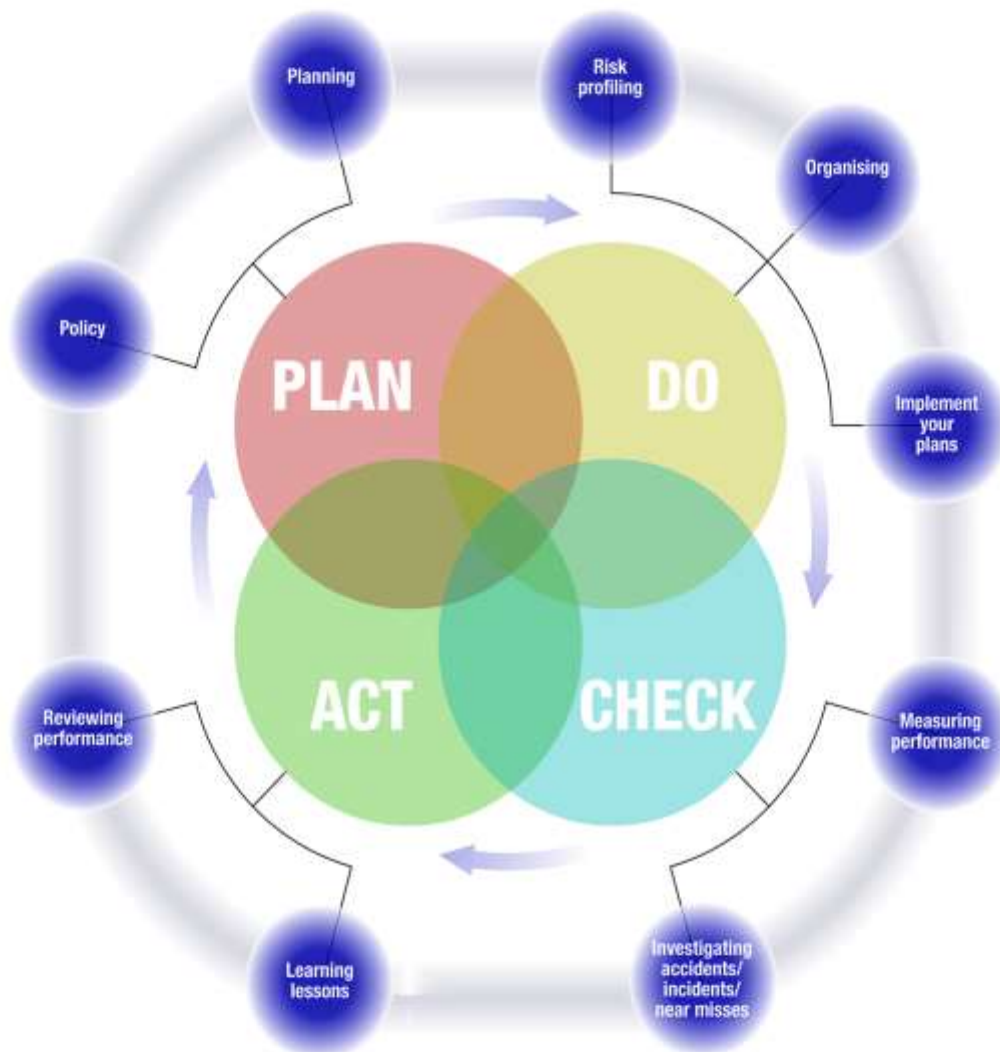 Planning
Risk
profiling
Organising
Policy
Implement
your
plans
PLAN
DO
ACT
CHECK
Reviewing
performance
Measuring
performance
Learning
lessons
Investigating
accidents/
incidents/
near misses